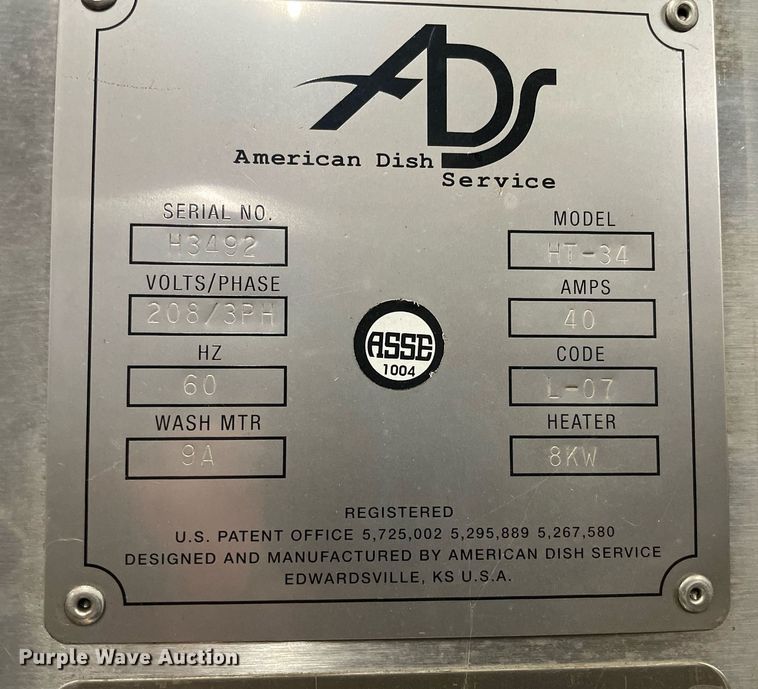 ADS
American Dish
Service
SERIAL NO.
H3492
MODEL
HT-34
VOLTS/PHASE
208/3PH
AMPS
40
HZ
60
ASSE
1004
CODE
L-07
WASH MTR
9A
HEATER
8KW
REGISTERED
U.S. PATENT OFFICE 5,725,002 5,295,889 5,267,580
DESIGNED AND MANUFACTURED BY AMERICAN DISH SERVICE
EDWARDSVILLE, KS U.S.A.
Purple Wave Auction